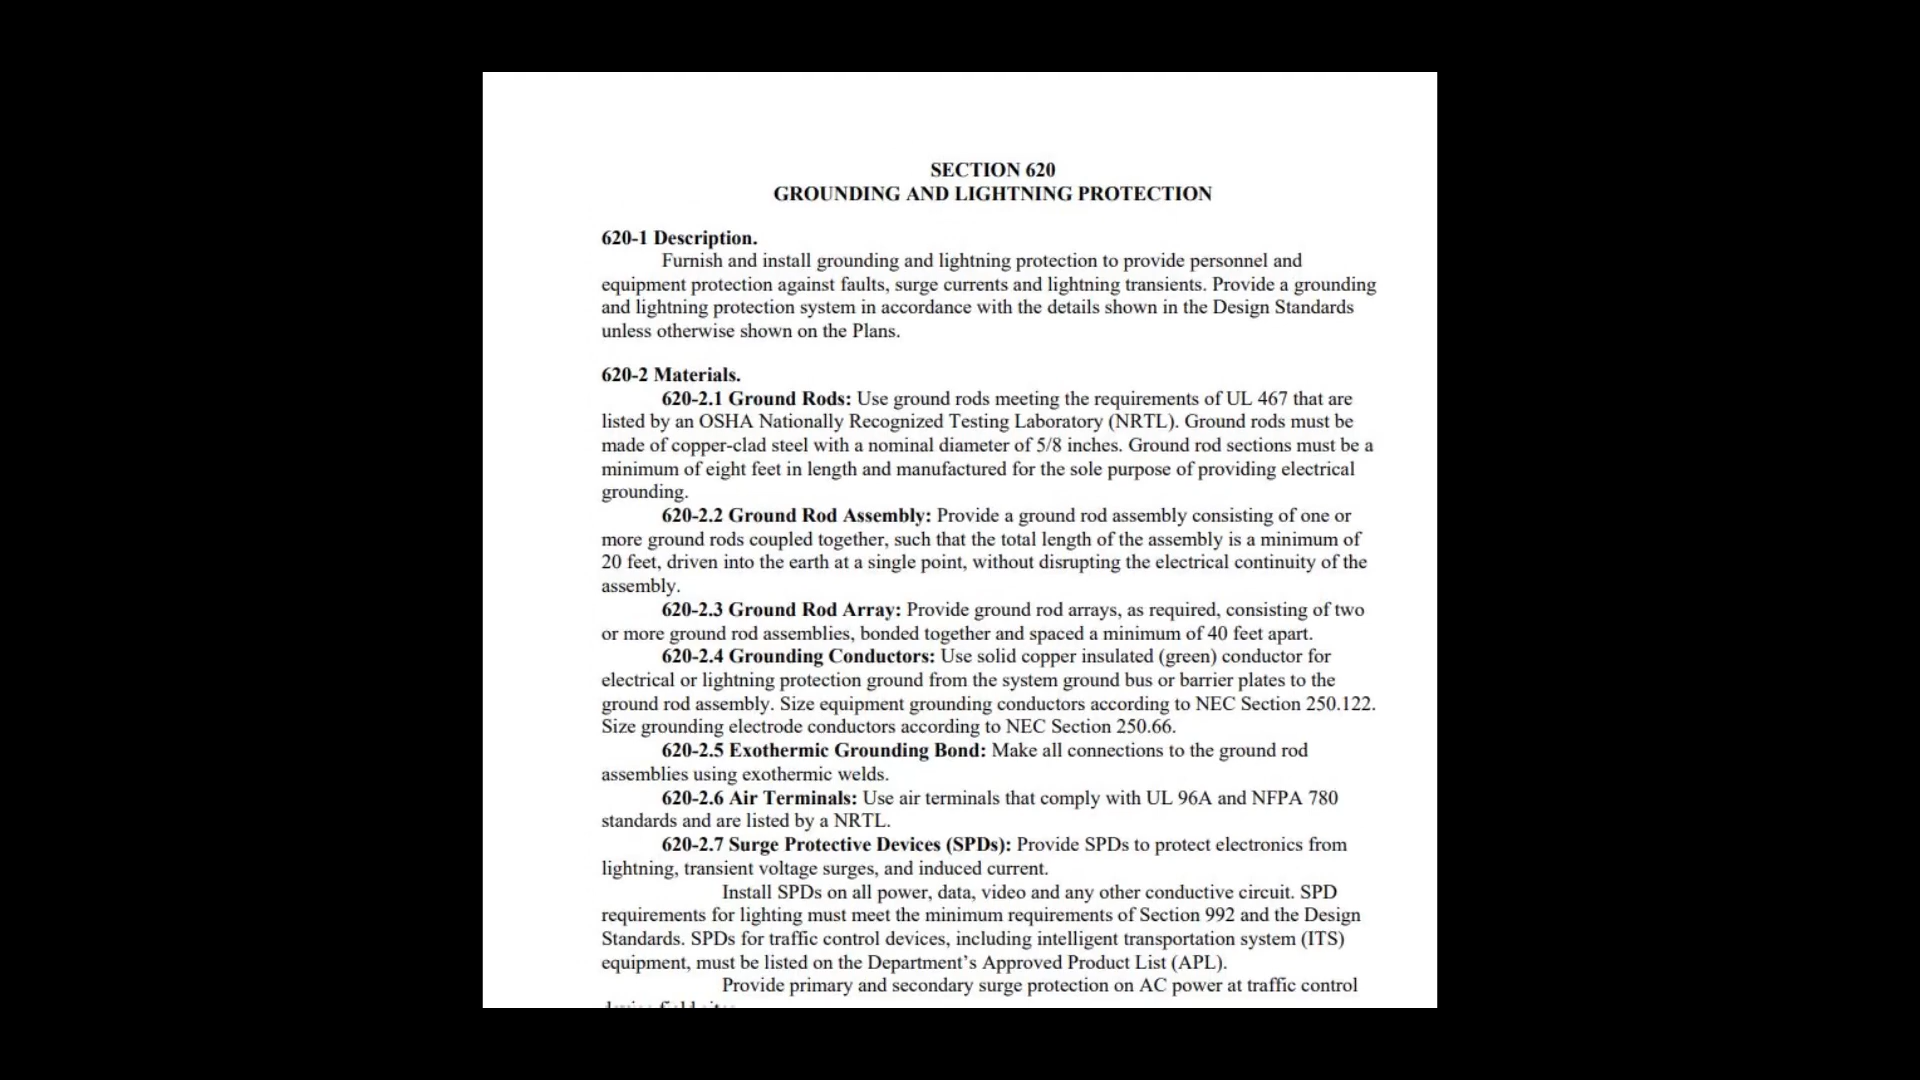 SECTION 620
GROUNDING AND LIGHTNING PROTECTION
620-1 Description.
Furnish and install grounding and lightning protection to provide personnel and
equipment protection against faults, surge currents and lightning transients. Provide a grounding
and lightning protection system in accordance with the details shown in the Design Standards
unless otherwise shown on the Plans.
620-2 Materials.
620-2.1 Ground Rods: Use ground rods meeting the requirements of UL 467 that are
listed by an OSHA Nationally Recognized Testing Laboratory (NRTL). Ground rods must be
made of copper-clad steel with a nominal diameter of 5/8 inches. Ground rod sections must be a
minimum of eight feet in length and manufactured for the sole purpose of providing electrical
grounding.
620-2.2 Ground Rod Assembly: Provide a ground rod assembly consisting of one or
more ground rods coupled together, such that the total length of the assembly is a minimum of
20 feet, driven into the earth at a single point, without disrupting the electrical continuity of the
assembly.
620-2.3 Ground Rod Array: Provide ground rod arrays, as required, consisting of two
or more ground rod assemblies, bonded together and spaced a minimum of 40 feet apart.
620-2.4 Grounding Conductors: Use solid copper insulated (green) conductor for
electrical or lightning protection ground from the system ground bus or barrier plates to the
ground rod assembly. Size equipment grounding conductors according to NEC Section 250.122.
Size grounding electrode conductors according to NEC Section 250.66.
620-2.5 Exothermic Grounding Bond: Make all connections to the ground rod
assemblies using exothermic welds.
620-2.6 Air Terminals: Use air terminals that comply with UL 96A and NFPA 780
standards and are listed by a NRTL.
620-2.7 Surge Protective Devices (SPDs): Provide SPDs to protect electronics from
lightning, transient voltage surges, and induced current.
Install SPDs on all power, data, video and any other conductive circuit. SPD
requirements for lighting must meet the minimum requirements of Section 992 and the Design
Standards. SPDs for traffic control devices, including intelligent transportation system (ITS)
equipment, must be listed on the Department’s Approved Product List (APL).
Provide primary and secondary surge protection on AC power at traffic control